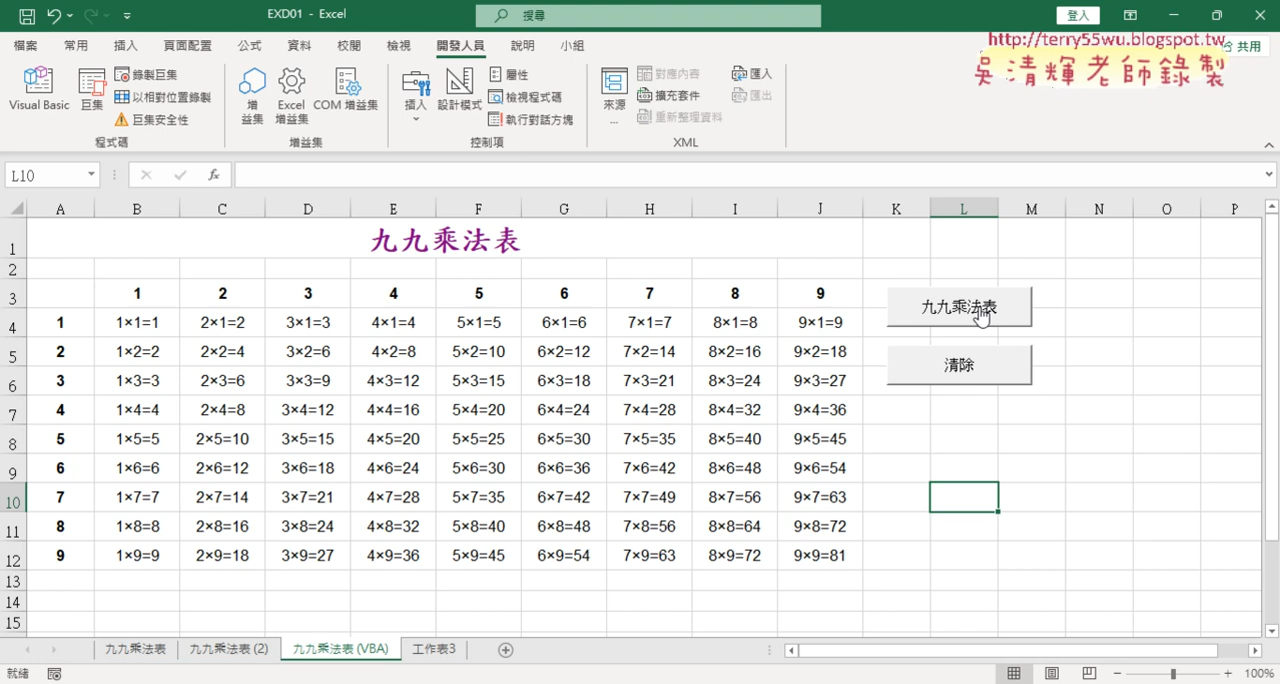 EXD01 - Excel
搜尋
登入
檔案 常用 插入 頁面配置 公式 資料 校閱 檢視 開發人員 說明 小組
共用
http://terry55wu.blogspot.tw
吳清輝老師錄製
Visual Basic
巨集
錄製巨集
以相對位置錄製
巨集安全性
程式碼
增益集
Excel 增益集
COM 增益集
增益集
插入
設計模式
屬性
檢視程式碼
執行對話方塊
控制項
來源
...
對應內容
擴充套件
重新整理資料
匯入
匯出
XML
L10
fx
A B C D E F G H I J K L M N O P
1 九九乘法表
2
3 1 2 3 4 5 6 7 8 9
4 1 1×1=1 2×1=2 3×1=3 4×1=4 5×1=5 6×1=6 7×1=7 8×1=8 9×1=9
5 2 1×2=2 2×2=4 3×2=6 4×2=8 5×2=10 6×2=12 7×2=14 8×2=16 9×2=18
6 3 1×3=3 2×3=6 3×3=9 4×3=12 5×3=15 6×3=18 7×3=21 8×3=24 9×3=27
7 4 1×4=4 2×4=8 3×4=12 4×4=16 5×4=20 6×4=24 7×4=28 8×4=32 9×4=36
8 5 1×5=5 2×5=10 3×5=15 4×5=20 5×5=25 6×5=30 7×5=35 8×5=40 9×5=45
9 6 1×6=6 2×6=12 3×6=18 4×6=24 5×6=30 6×6=36 7×6=42 8×6=48 9×6=54
10 7 1×7=7 2×7=14 3×7=21 4×7=28 5×7=35 6×7=42 7×7=49 8×7=56 9×7=63
11 8 1×8=8 2×8=16 3×8=24 4×8=32 5×8=40 6×8=48 7×8=56 8×8=64 9×8=72
12 9 1×9=9 2×9=18 3×9=27 4×9=36 5×9=45 6×9=54 7×9=63 8×9=72 9×9=81
13
14
15
九九乘法表
清除
九九乘法表 九九乘法表 (2) 九九乘法表 (VBA) 工作表3
就緒
100%